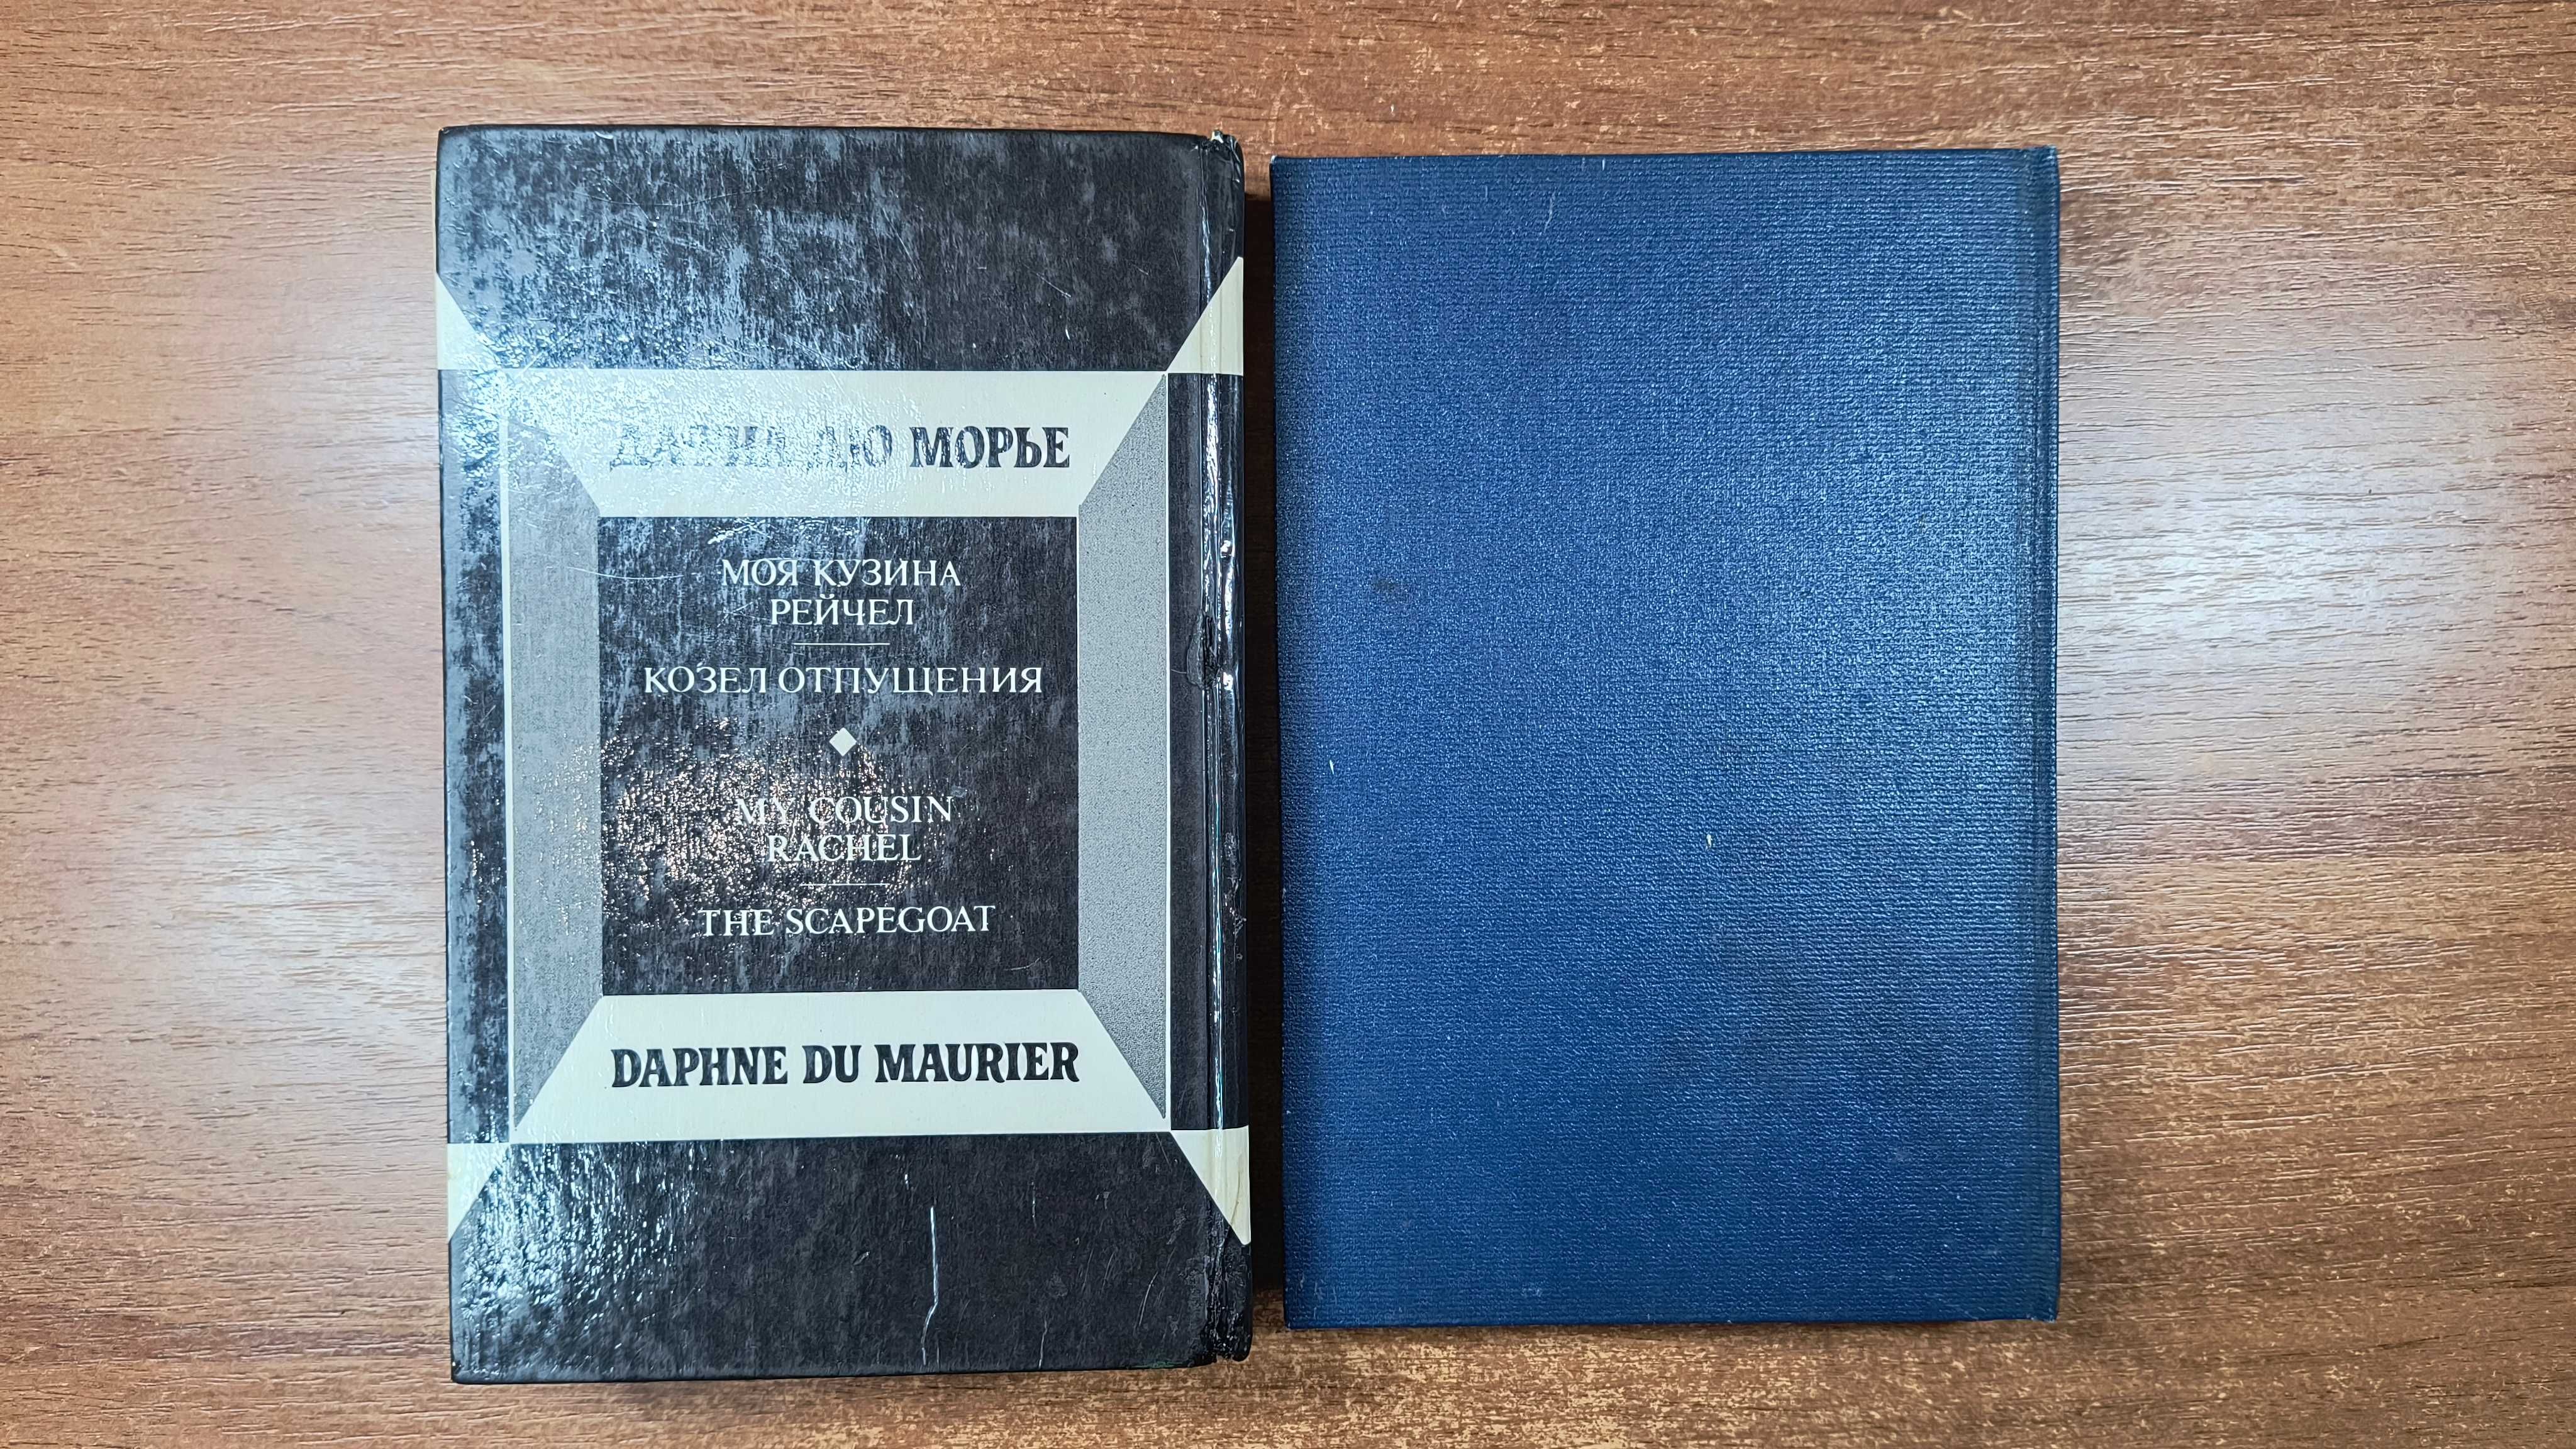 ДАФНА ДЮ МОРЬЕ
МОЯ КУЗИНА
РЕЙЧЕЛ
КОЗЕЛ ОТПУЩЕНИЯ
MY COUSIN
RACHEL
THE SCAPEGOAT
DAPHNE DU MAURIER